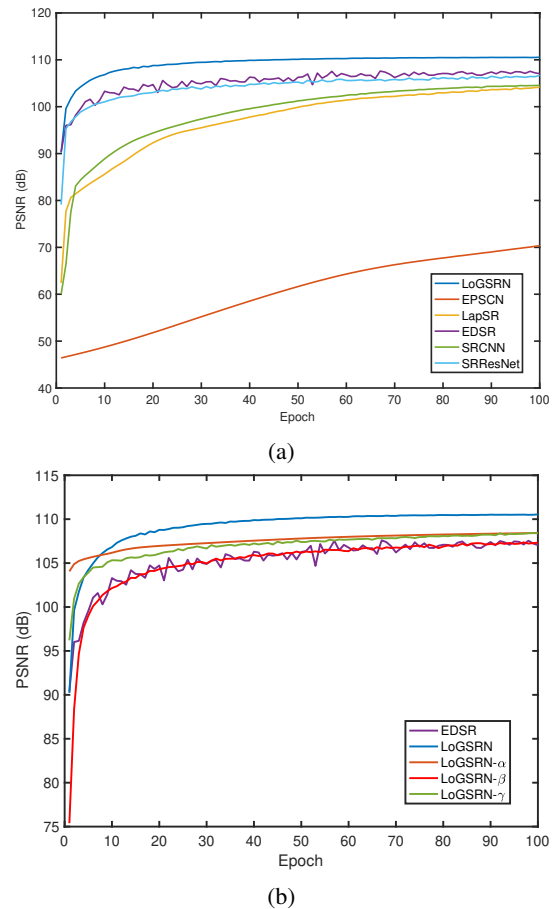 120
110
100
90
80
70
60
50
40
PSNR (dB)
0 10 20 30 40 50 60 70 80 90 100
Epoch
LoGSRN
EPSCN
LapSR
EDSR
SRCNN
SRResNet
(a)
115
110
105
100
95
90
85
80
75
PSNR (dB)
0 10 20 30 40 50 60 70 80 90 100
Epoch
EDSR
LoGSRN
LoGSRN-α
LoGSRN-β
LoGSRN-γ
(b)